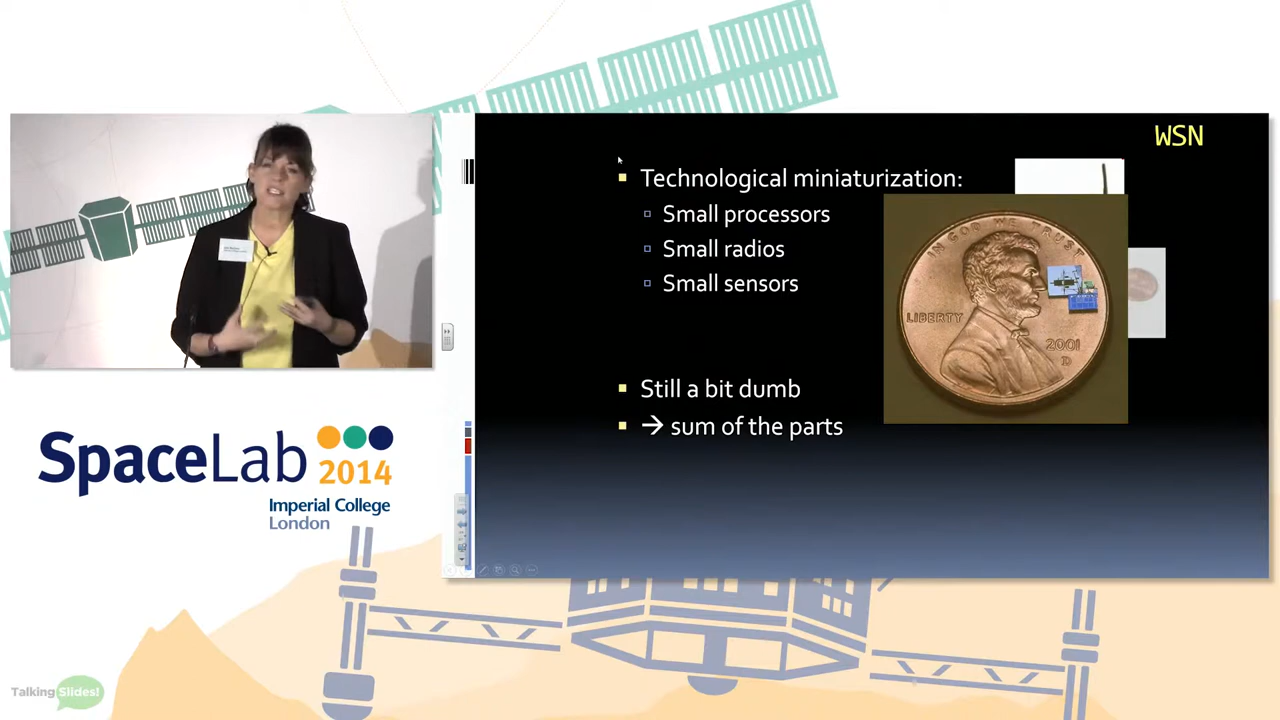 WSN
Technological miniaturization:
Small processors
Small radios
Small sensors
IN GOD WE TRUST
LIBERTY
2001
D
Still a bit dumb
→ sum of the parts
SpaceLab
2014
Imperial College
London
Talking Slides!